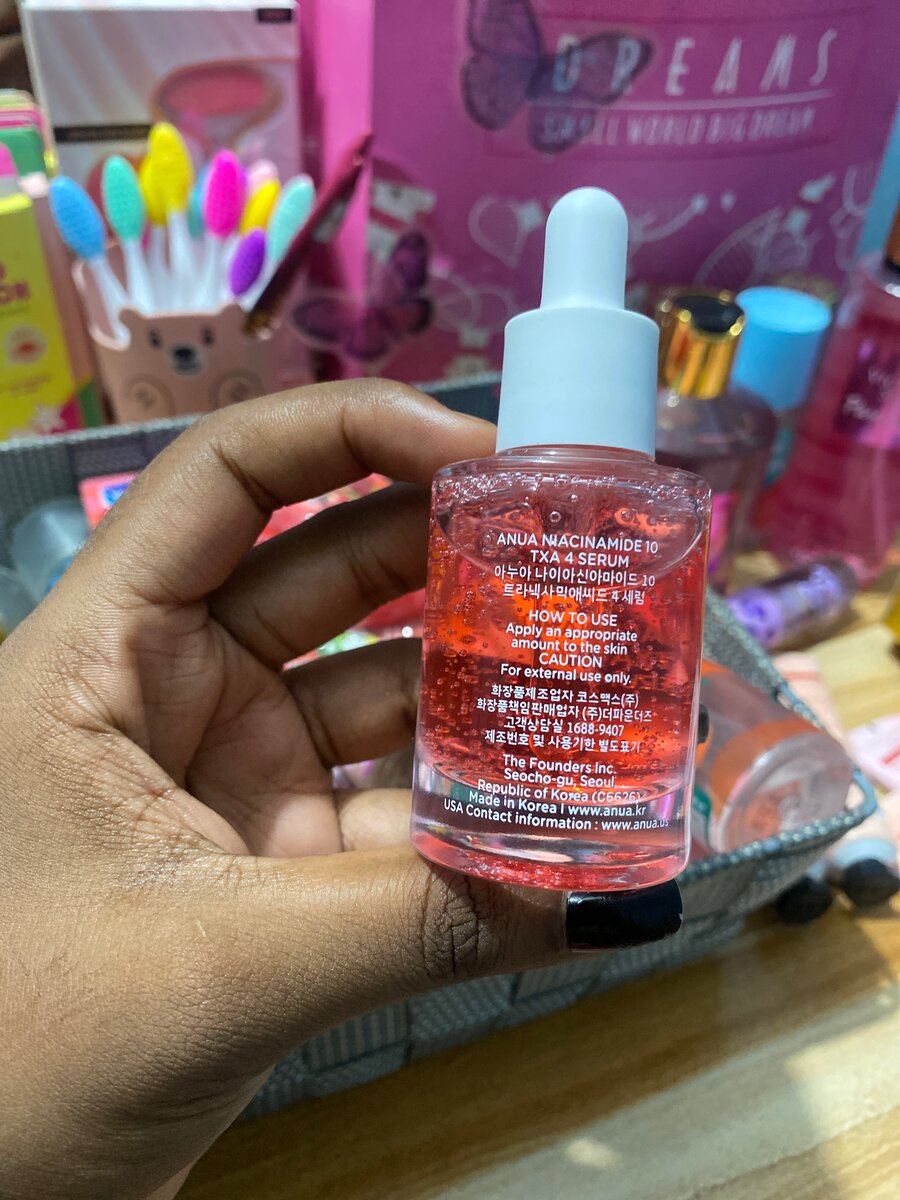 DREAMS
SMALL WORLD BIG DREAM
ANUA NIACINAMIDE 10
TXA 4 SERUM
아누아 나이아신아마이드 10
트라넥사믹애씨드 4 세럼
HOW TO USE
Apply an appropriate
amount to the skin
CAUTION
For external use only.
화장품제조업자 코스맥스(주)
화장품책임판매업자 (주)더파운더즈
고객상담실 1688-9407
제조번호 및 사용기한 별도표기
The Founders Inc.
Seocho-gu, Seoul,
Republic of Korea (C6626)
Made in Korea I www.anua.kr
USA Contact information : www.anua.us